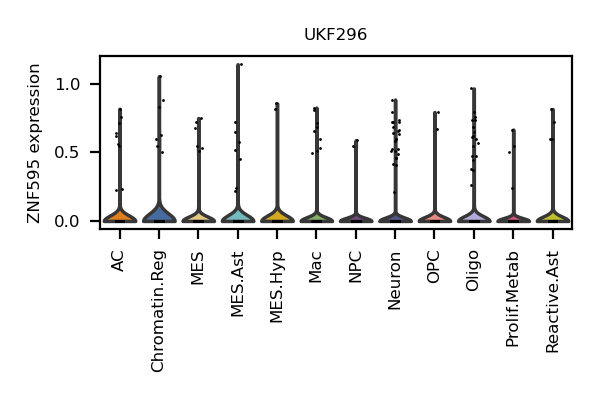 UKF296
ZNF595 expression
1.0
0.5
0.0
AC
Chromatin.Reg
MES
MES.Ast
MES.Hyp
Mac
NPC
Neuron
OPC
Oligo
Prolif.Metab
Reactive.Ast